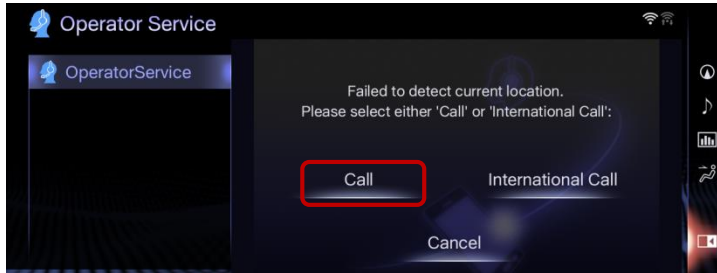 Operator Service
OperatorService
Failed to detect current location.
Please select either 'Call' or 'International Call':
Call
International Call
Cancel